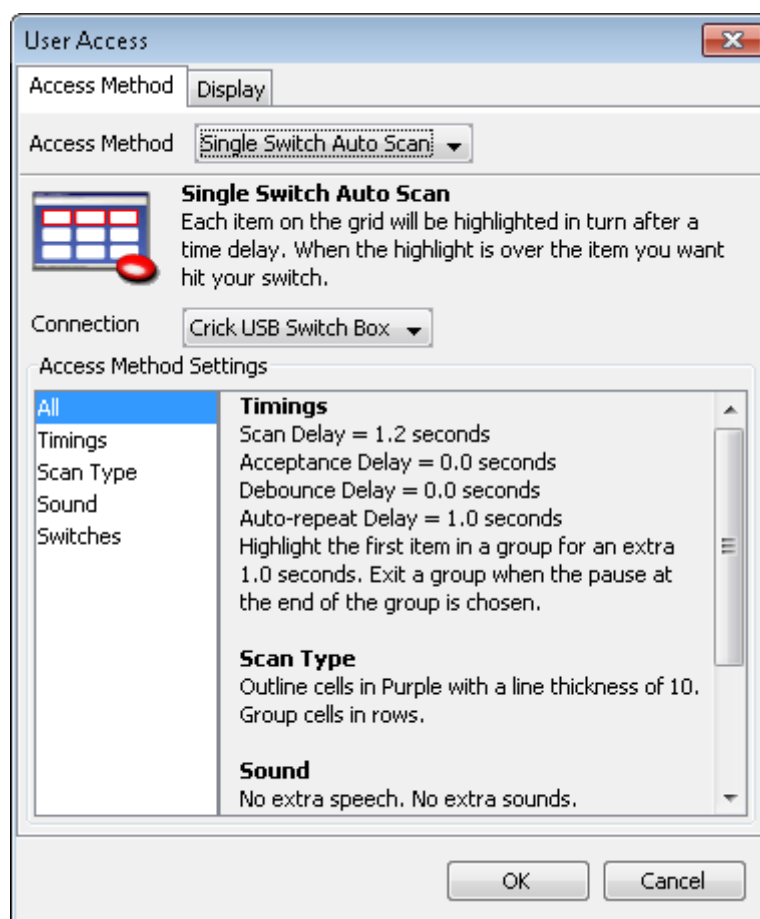 User Access
Access Method
Display
Access Method
Single Switch Auto Scan
Single Switch Auto Scan
Each item on the grid will be highlighted in turn after a
time delay. When the highlight is over the item you want
hit your switch.
Connection
Crick USB Switch Box
Access Method Settings
All
Timings
Scan Type
Sound
Switches
Timings
Scan Delay = 1.2 seconds
Acceptance Delay = 0.0 seconds
Debounce Delay = 0.0 seconds
Auto-repeat Delay = 1.0 seconds
Highlight the first item in a group for an extra
1.0 seconds. Exit a group when the pause at
the end of the group is chosen.
Scan Type
Outline cells in Purple with a line thickness of 10.
Group cells in rows.
Sound
No extra speech. No extra sounds.
OK
Cancel